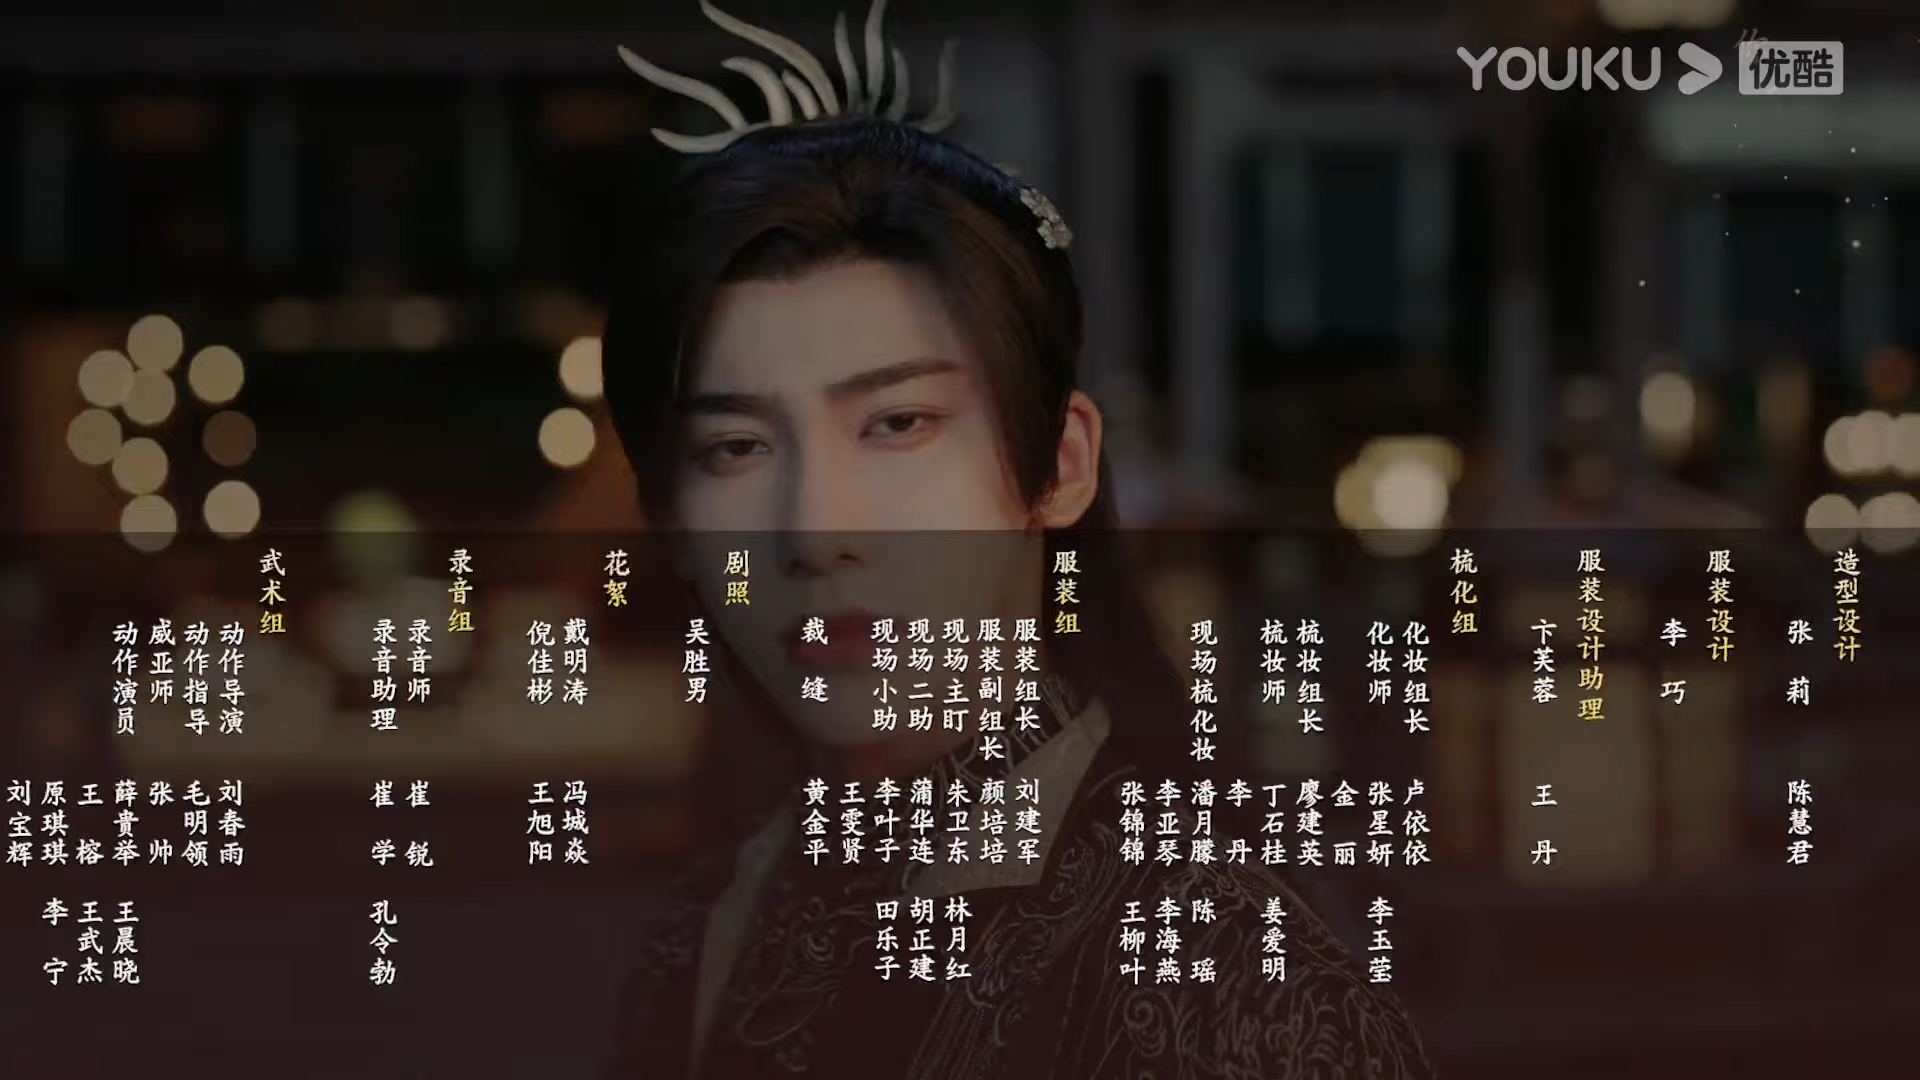 YOUKU 优酷
造型设计
张莉
陈慧君
服装设计
李巧
服装设计助理
卞芙蓉
王丹
梳化组
化妆组长
卢依依
化妆师
张星妍
李玉莹
金丽
梳妆组长
廖建英
梳妆师
丁石桂
姜爱明
李丹
现场梳化妆
潘月朦
陈瑶
李亚琴
李海燕
张锦锦
王柳叶
服装组
服装组长
刘建军
服装副组长
颜培培
现场主盯
朱卫东
林月红
现场二助
蒲华连
胡正建
现场小助
李叶子
田乐子
王雯贤
裁缝
黄金平
剧照
吴胜男
花絮
戴明涛
冯城焱
倪佳彬
王旭阳
录音组
录音师
崔锐
录音助理
崔学
孔令勃
武术组
动作导演
刘春雨
动作指导
毛明领
威亚师
张帅
动作演员
薛贵举
王晨晓
王榕
王武杰
原琪琪
李宁
刘宝辉